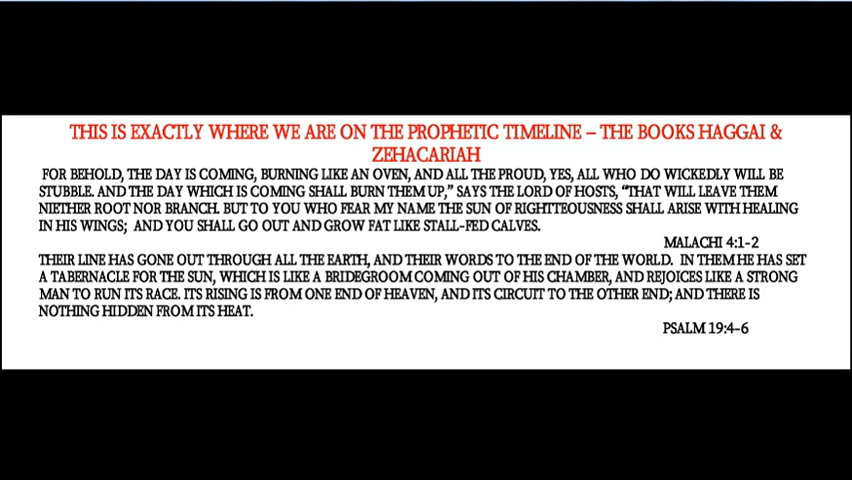 THIS IS EXACTLY WHERE WE ARE ON THE PROPHETIC TIMELINE – THE BOOKS HAGGAI &
ZEHACARIAH
FOR BEHOLD, THE DAY IS COMING, BURNING LIKE AN OVEN, AND ALL THE PROUD, YES, ALL WHO DO WICKEDLY WILL BE
STUBBLE. AND THE DAY WHICH IS COMING SHALL BURN THEM UP,” SAYS THE LORD OF HOSTS, “THAT WILL LEAVE THEM
NIETHER ROOT NOR BRANCH. BUT TO YOU WHO FEAR MY NAME THE SUN OF RIGHTTEOUSNESS SHALL ARISE WITH HEALING
IN HIS WINGS; AND YOU SHALL GO OUT AND GROW FAT LIKE STALL-FED CALVES.
MALACHI 4:1-2
THEIR LINE HAS GONE OUT THROUGH ALL THE EARTH, AND THEIR WORDS TO THE END OF THE WORLD. IN THEM HE HAS SET
A TABERNACLE FOR THE SUN, WHICH IS LIKE A BRIDEGROOM COMING OUT OF HIS CHAMBER, AND REJOICES LIKE A STRONG
MAN TO RUN ITS RACE. ITS RISING IS FROM ONE END OF HEAVEN, AND ITS CIRCUIT TO THE OTHER END; AND THERE IS
NOTHING HIDDEN FROM ITS HEAT.
PSALM 19:4-6